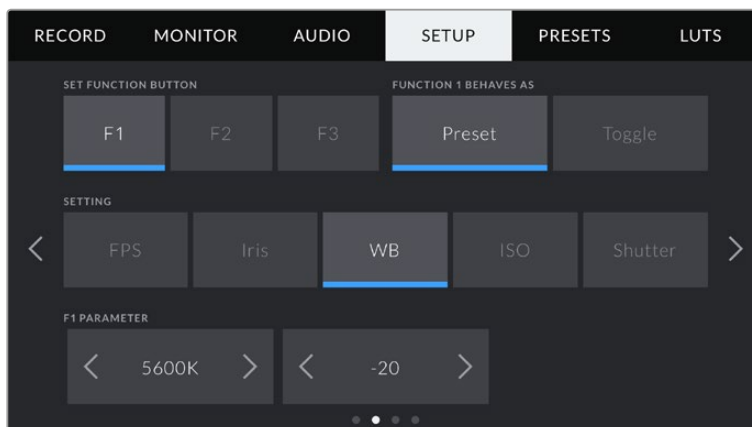 RECORD MONITOR AUDIO SETUP PRESETS LUTS
SET FUNCTION BUTTON FUNCTION 1 BEHAVES AS
F1 F2 F3 Preset Toggle
SETTING
FPS Iris WB ISO Shutter
F1 PARAMETER
5600K -20